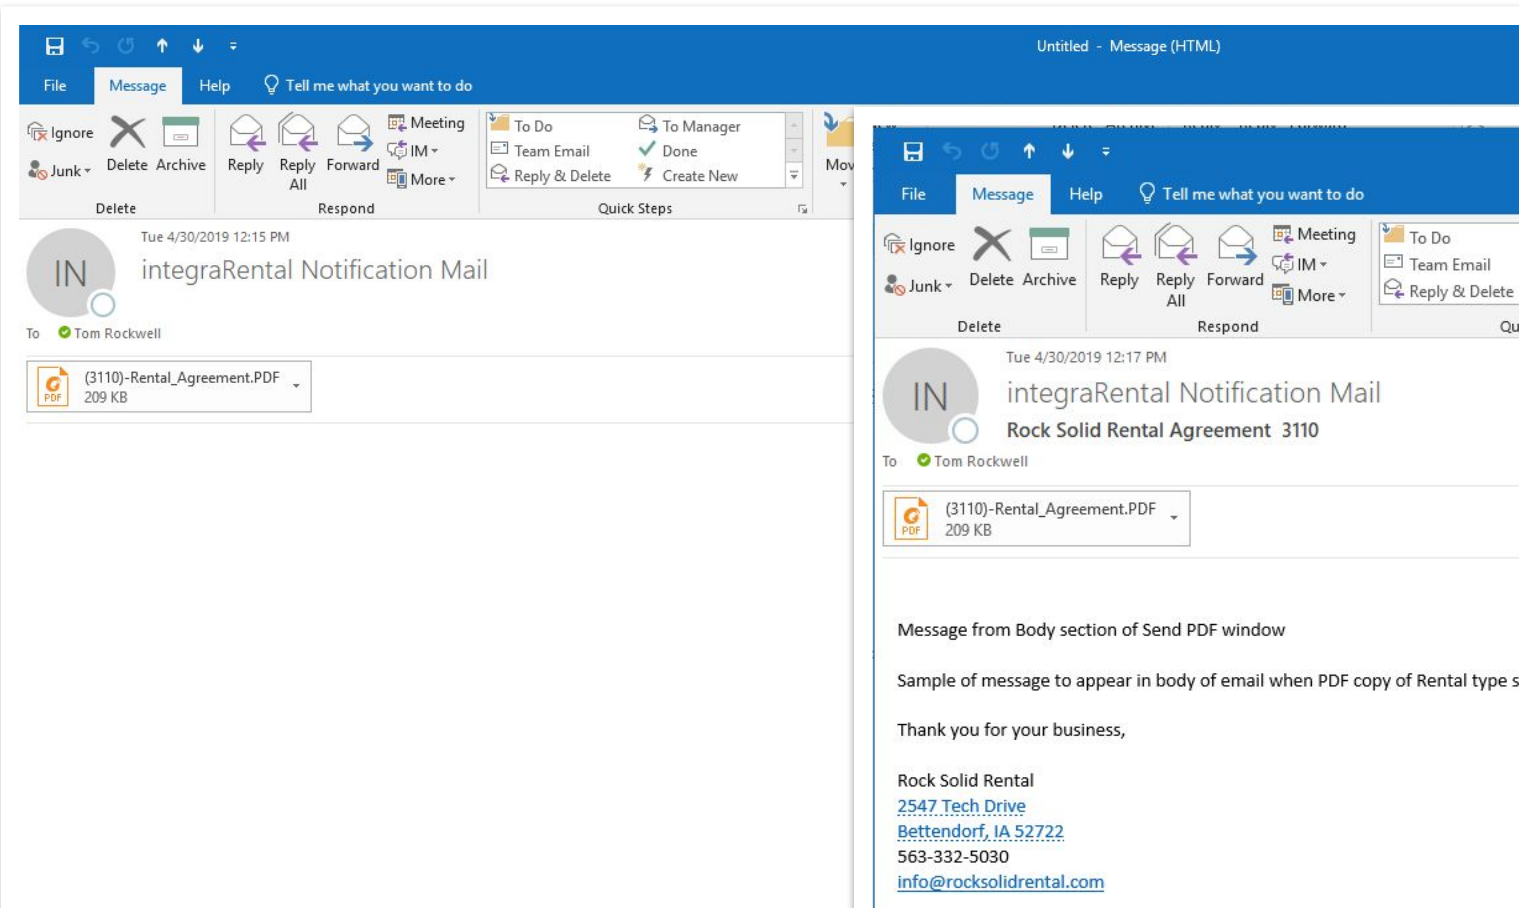 Untitled - Message (HTML)
File Message Help Tell me what you want to do
Ignore
Junk
Delete Archive
Delete
Reply Reply All Forward
Meeting
IM
More
Respond
To Do
Team Email
Reply & Delete
To Manager
Done
Create New
Quick Steps
Tue 4/30/2019 12:15 PM
IN
integraRental Notification Mail
To Tom Rockwell
(3110)-Rental_Agreement.PDF
PDF
209 KB
File Message Help Tell me what you want to do
Ignore
Junk
Delete Archive
Delete
Reply Reply All Forward
Meeting
IM
More
Respond
To Do
Team Email
Reply & Delete
Tue 4/30/2019 12:17 PM
IN
integraRental Notification Mail
Rock Solid Rental Agreement 3110
To Tom Rockwell
(3110)-Rental_Agreement.PDF
PDF
209 KB
Message from Body section of Send PDF window
Sample of message to appear in body of email when PDF copy of Rental type s
Thank you for your business,
Rock Solid Rental
2547 Tech Drive
Bettendorf, IA 52722
563-332-5030
info@rocksolidrental.com